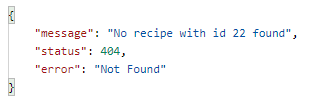 {
"message": "No recipe with id 22 found",
"status": 404,
"error": "Not Found"
}